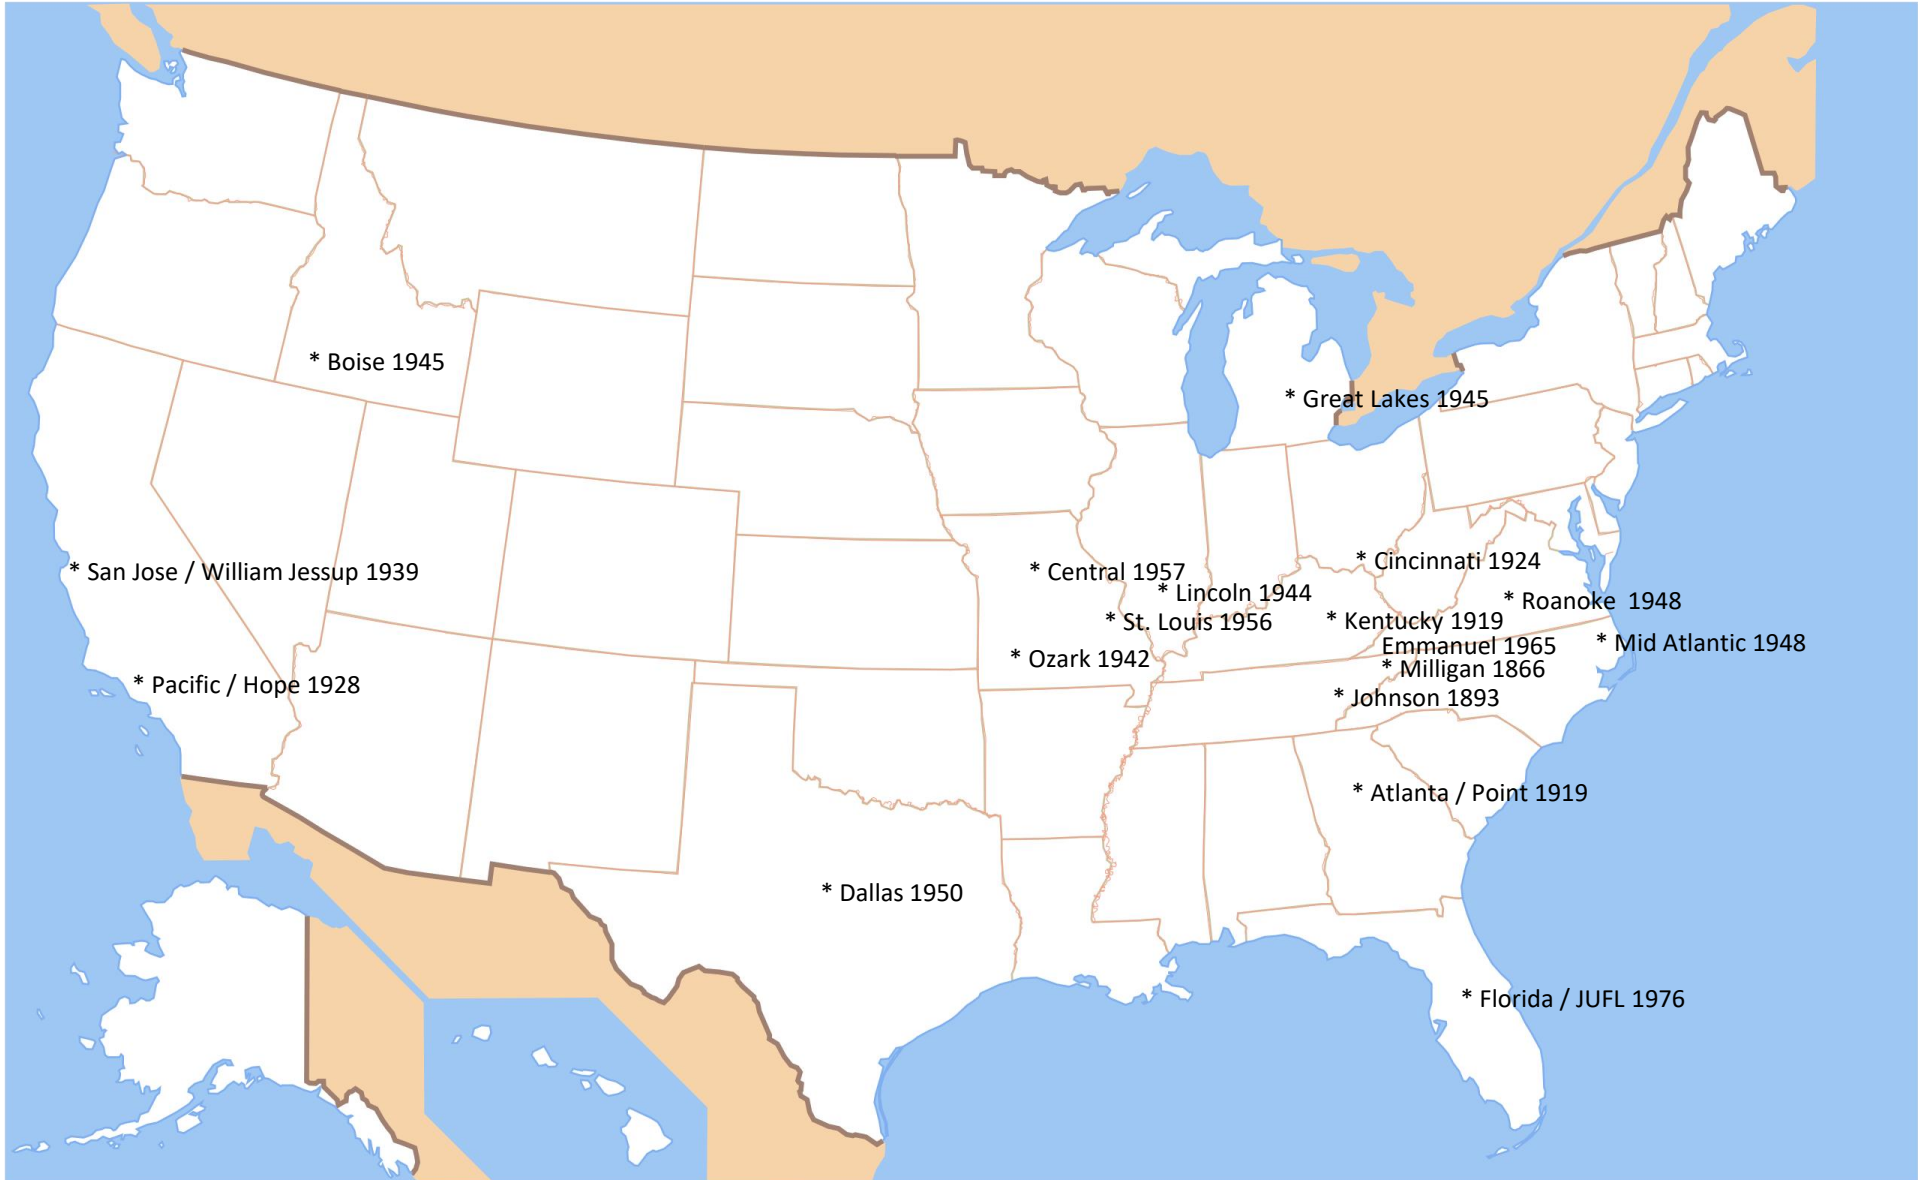 * Boise 1945
* Great Lakes 1945
* San Jose / William Jessup 1939
* Central 1957
* Cincinnati 1924
* Lincoln 1944
* Roanoke  1948
* St. Louis 1956
* Kentucky 1919
Emmanuel 1965
* Mid Atlantic 1948
* Ozark 1942
* Milligan 1866
* Pacific / Hope 1928
* Johnson 1893
* Atlanta / Point 1919
* Dallas 1950
* Florida / JUFL 1976